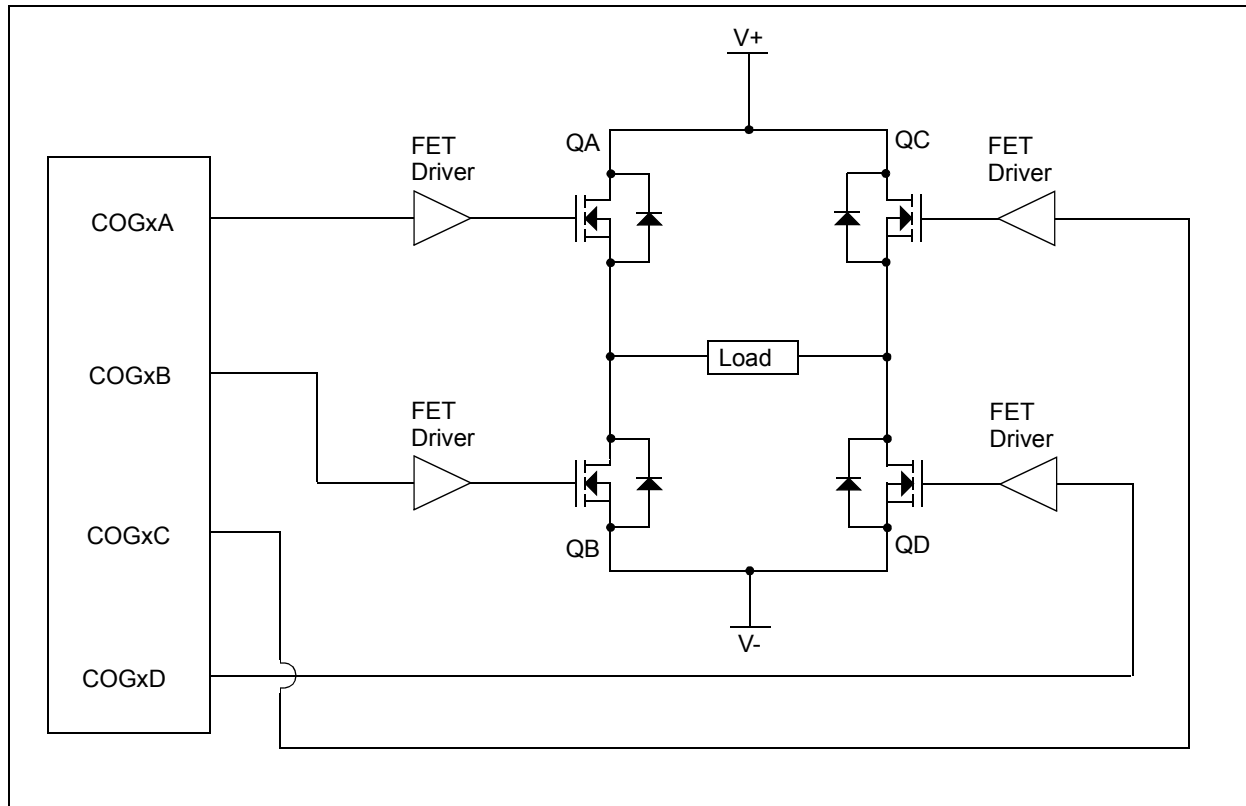 V+
QA
QC
FET
Driver
FET
Driver
COGxA
Load
COGxB
FET
Driver
FET
Driver
COGxC
QB
QD
V-
COGxD